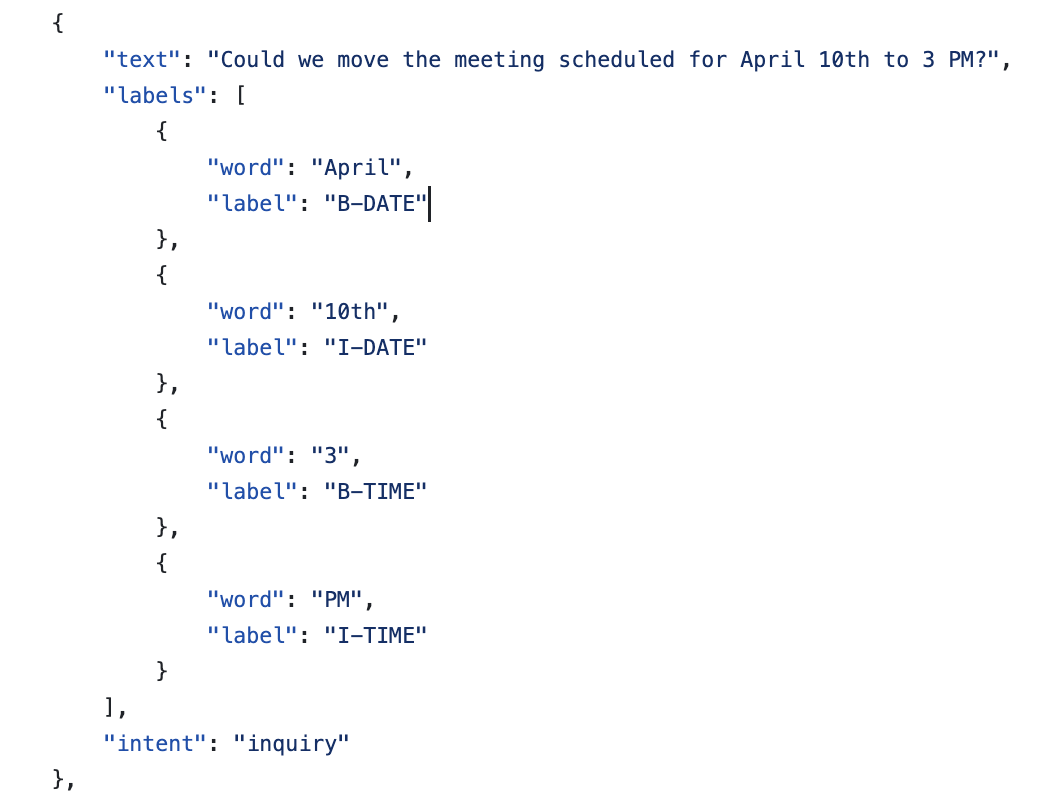 {
"text": "Could we move the meeting scheduled for April 10th to 3 PM?",
"labels": [
{
"word": "April",
"label": "B-DATE"
},
{
"word": "10th",
"label": "I-DATE"
},
{
"word": "3",
"label": "B-TIME"
},
{
"word": "PM",
"label": "I-TIME"
}
],
"intent": "inquiry"
},